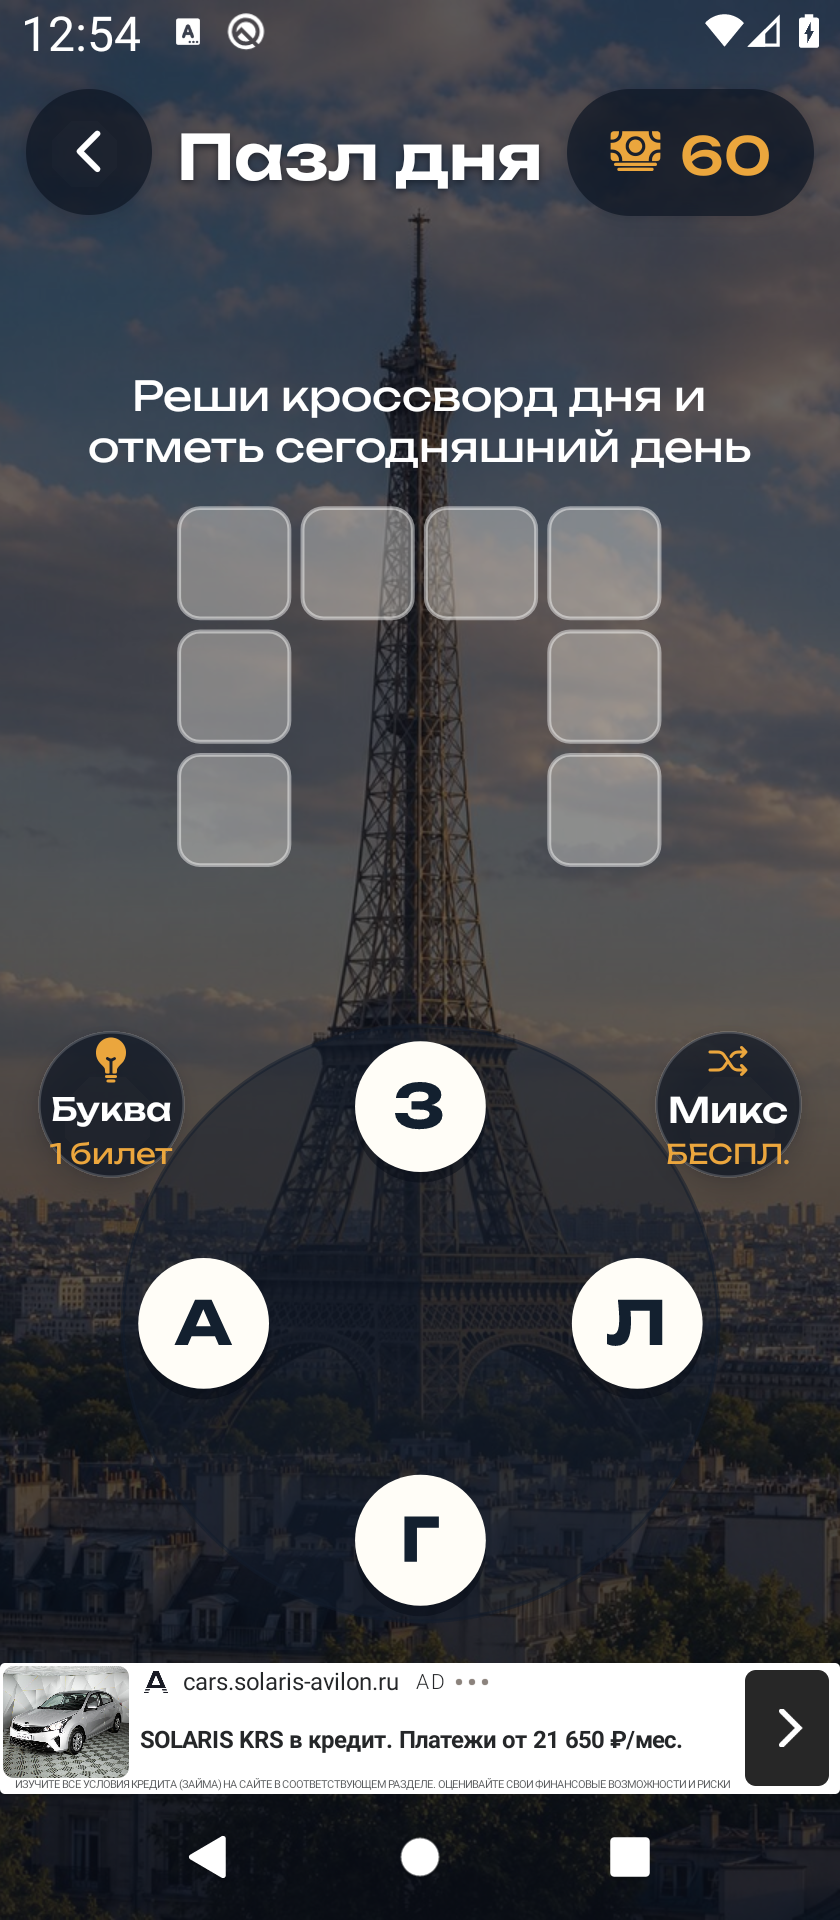 12:54
Пазл дня
60
Реши кроссворд дня и
отметь сегодняшний день
Буква
1 билет
Микс
БЕСПЛ.
З
А
Л
Г
cars.solaris-avilon.ru AD
SOLARIS KRS в кредит. Платежи от 21 650 ₽/мес.
ИЗУЧИТЕ ВСЕ УСЛОВИЯ КРЕДИТА (ЗАЙМА) НА САЙТЕ В СООТВЕТСТВУЮЩЕМ РАЗДЕЛЕ. ОЦЕНИВАЙТЕ СВОИ ФИНАНСОВЫЕ ВОЗМОЖНОСТИ И РИСКИ